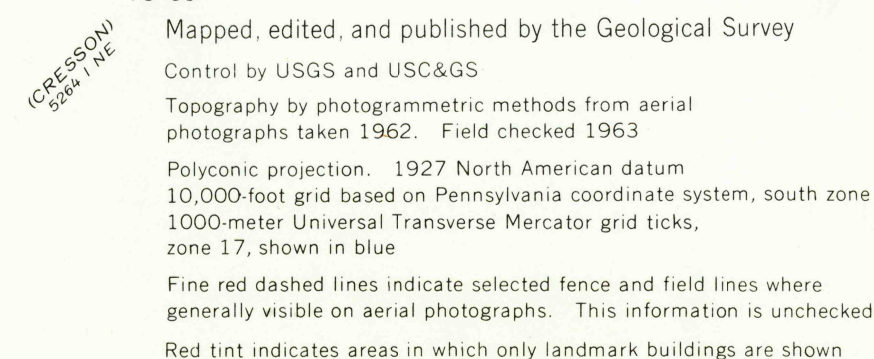 (CRESSON)
5264 I NE
Mapped, edited, and published by the Geological Survey
Control by USGS and USC&GS
Topography by photogrammetric methods from aerial
photographs taken 1962. Field checked 1963
Polyconic projection. 1927 North American datum
10,000-foot grid based on Pennsylvania coordinate system, south zone
1000-meter Universal Transverse Mercator grid ticks,
zone 17, shown in blue
Fine red dashed lines indicate selected fence and field lines where
generally visible on aerial photographs. This information is unchecked
Red tint indicates areas in which only landmark buildings are shown